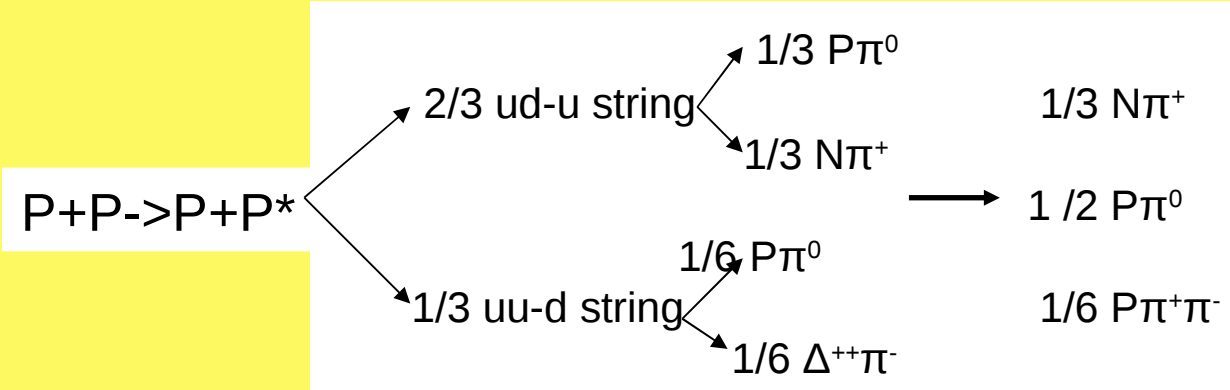 1/3 Pπ⁰
2/3 ud-u string
1/3 Nπ⁺
1/3 Nπ⁺
P+P->P+P*
1 /2 Pπ⁰
1/6 Pπ⁰
1/3 uu-d string
1/6 Pπ⁺π⁻
1/6 Δ⁺⁺π⁻